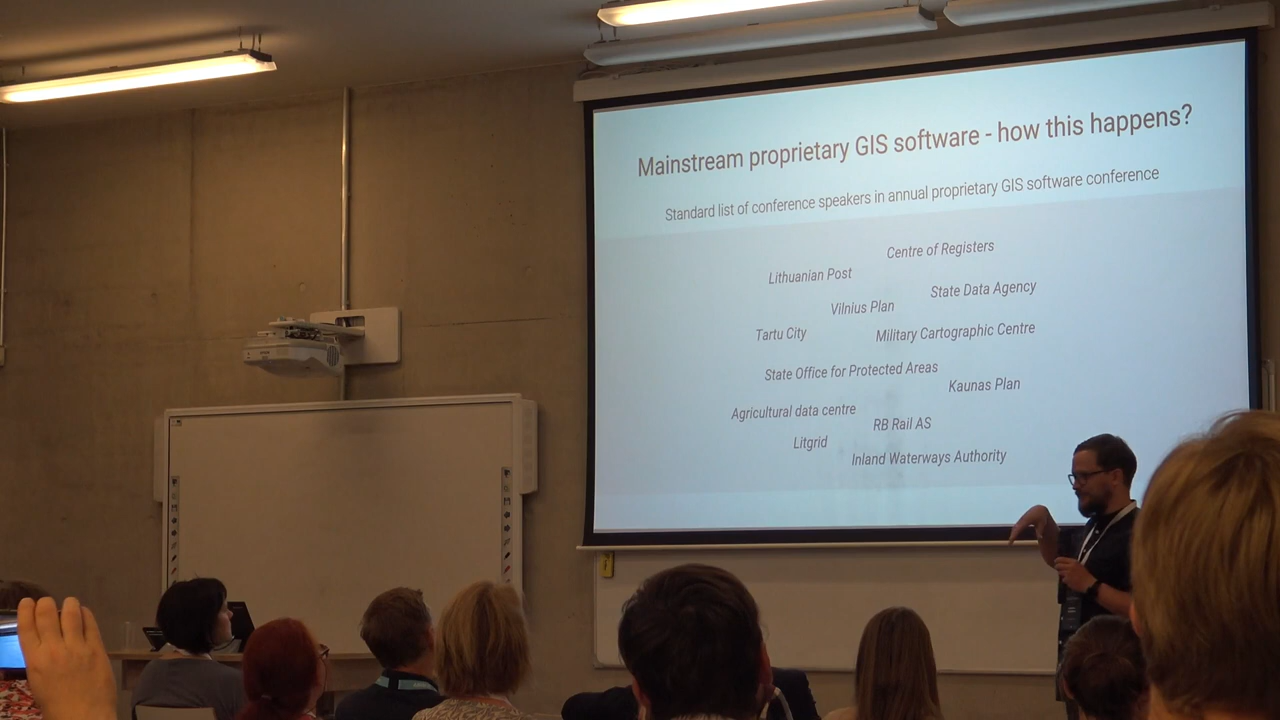 Mainstream proprietary GIS software - how this happens?
Standard list of conference speakers in annual proprietary GIS software conference
Centre of Registers
Lithuanian Post
State Data Agency
Vilnius Plan
Tartu City
Military Cartographic Centre
State Office for Protected Areas
Kaunas Plan
Agricultural data centre
RB Rail AS
Litgrid
Inland Waterways Authority